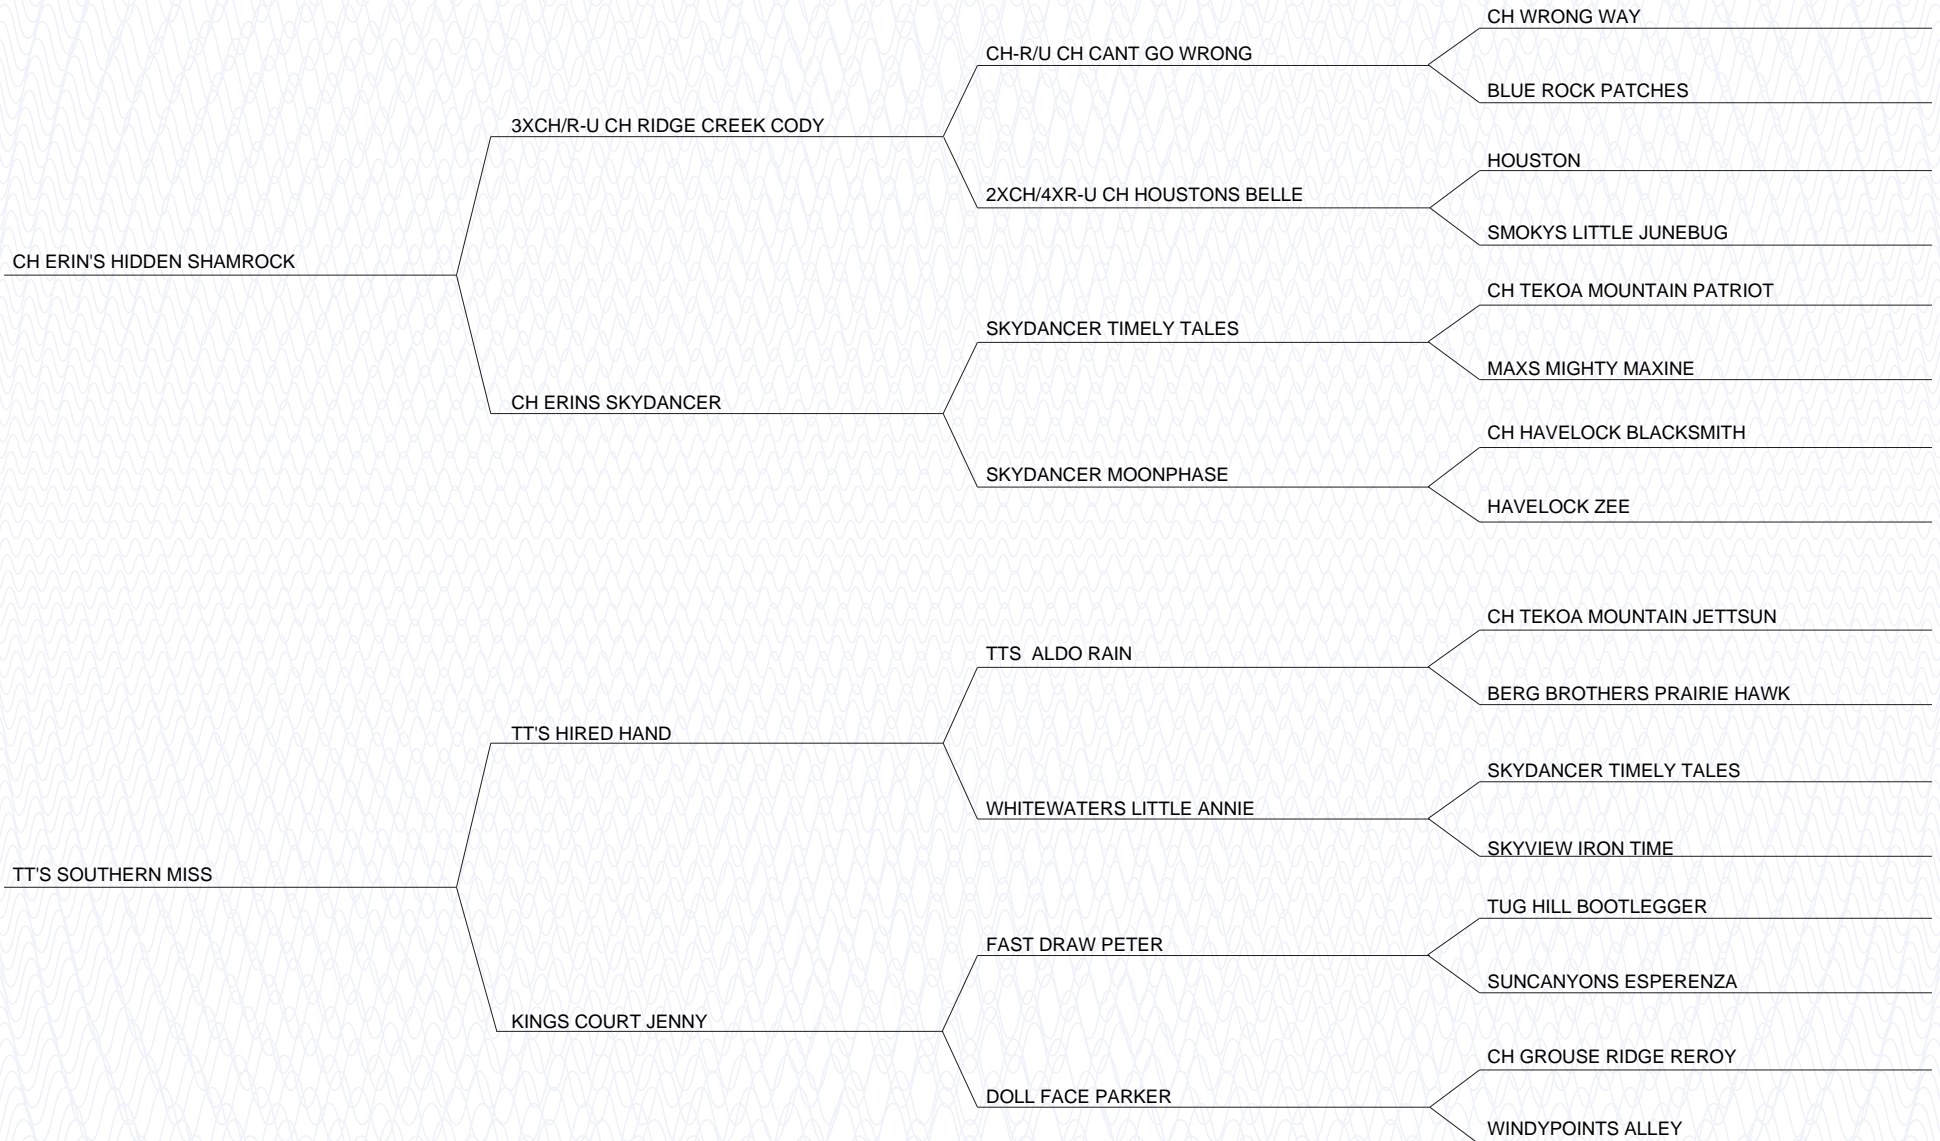 CH WRONG WAY
CH-R/U CH CANT GO WRONG
BLUE ROCK PATCHES
3XCH/R-U CH RIDGE CREEK CODY
HOUSTON
2XCH/4XR-U CH HOUSTONS BELLE
SMOKYS LITTLE JUNEBUG
CH ERIN'S HIDDEN SHAMROCK
CH TEKOA MOUNTAIN PATRIOT
SKYDANCER TIMELY TALES
MAXS MIGHTY MAXINE
CH ERINS SKYDANCER
CH HAVELOCK BLACKSMITH
SKYDANCER MOONPHASE
HAVELOCK ZEE
CH TEKOA MOUNTAIN JETTSUN
TTS  ALDO RAIN
BERG BROTHERS PRAIRIE HAWK
TT'S HIRED HAND
SKYDANCER TIMELY TALES
WHITEWATERS LITTLE ANNIE
SKYVIEW IRON TIME
TT'S SOUTHERN MISS
TUG HILL BOOTLEGGER
FAST DRAW PETER
SUNCANYONS ESPERENZA
KINGS COURT JENNY
CH GROUSE RIDGE REROY
DOLL FACE PARKER
WINDYPOINTS ALLEY